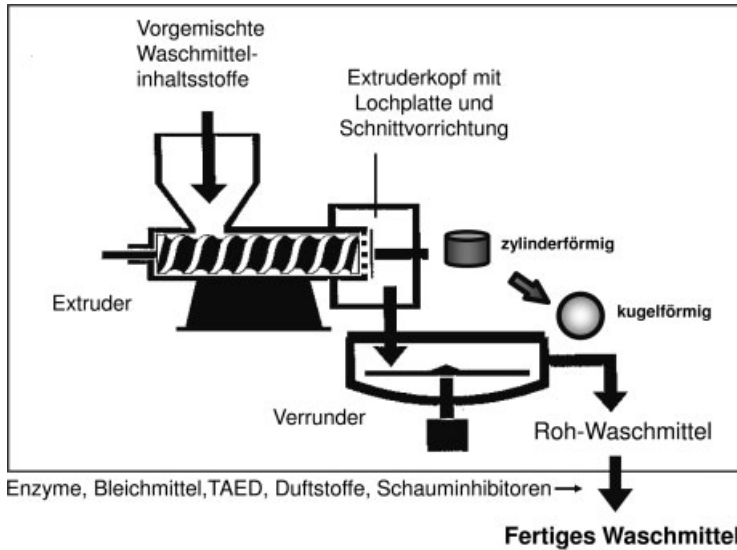 Vorgemischte
Waschmittel-
inhaltsstoffe
Extruderkopf mit
Lochplatte und
Schnittvorrichtung
zylinderförmig
Extruder
kugelförmig
Verrunder
Roh-Waschmittel
Enzyme, Bleichmittel,TAED, Duftstoffe, Schauminhibitoren
Fertiges Waschmittel